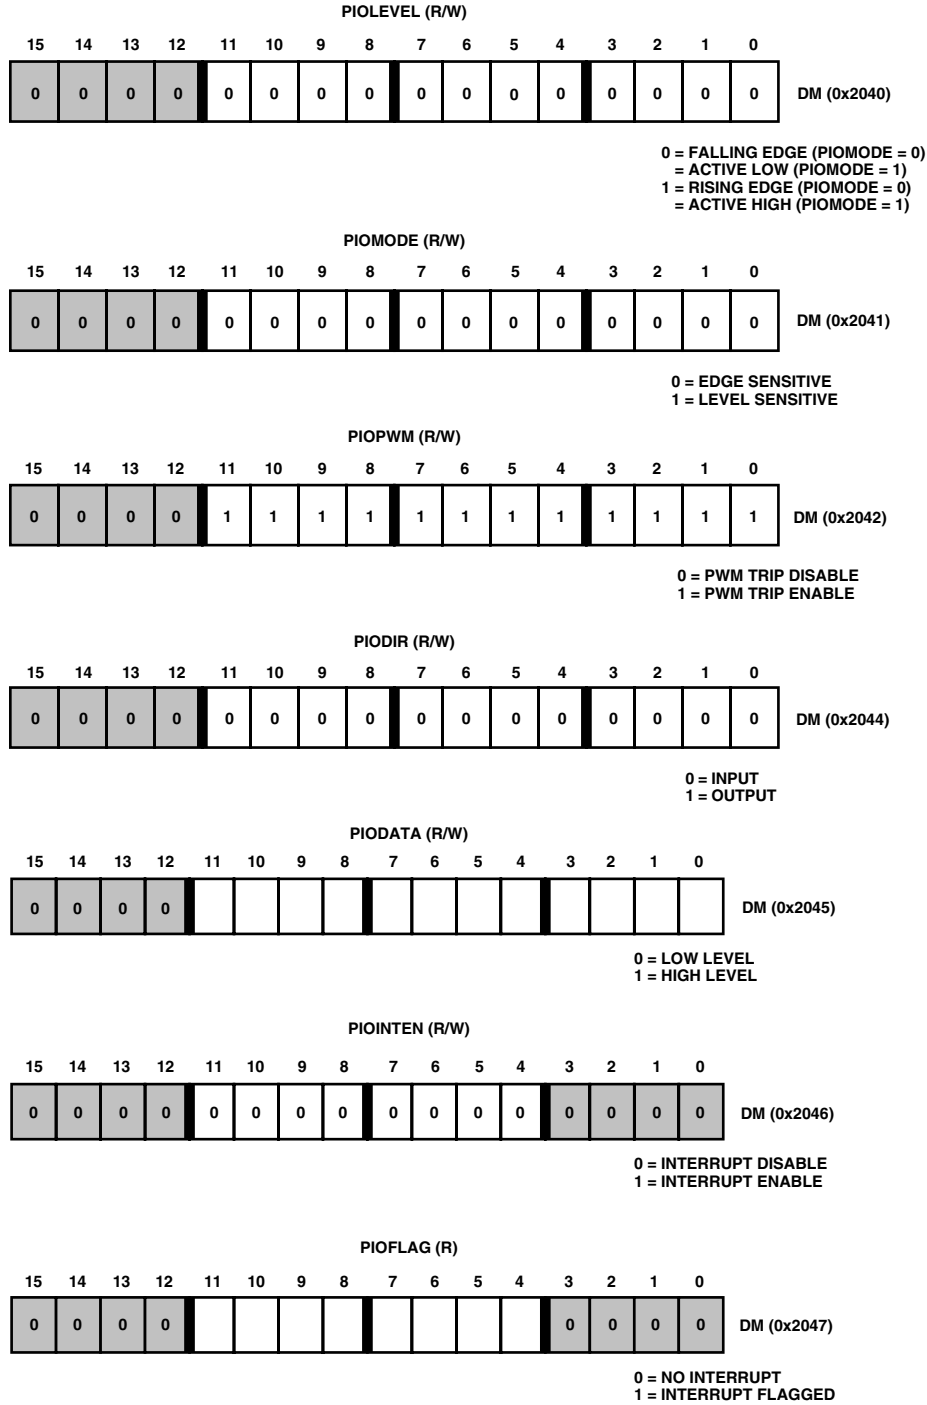 PIOLEVEL (R/W)
15 14 13 12 11 10 9 8 7 6 5 4 3 2 1 0
0 0 0 0 0 0 0 0 0 0 0 0 0 0 0 0 DM (0x2040)
0 = FALLING EDGE (PIOMODE = 0)
= ACTIVE LOW (PIOMODE = 1)
1 = RISING EDGE (PIOMODE = 0)
= ACTIVE HIGH (PIOMODE = 1)
PIOMODE (R/W)
15 14 13 12 11 10 9 8 7 6 5 4 3 2 1 0
0 0 0 0 0 0 0 0 0 0 0 0 0 0 0 0 DM (0x2041)
0 = EDGE SENSITIVE
1 = LEVEL SENSITIVE
PIOPWM (R/W)
15 14 13 12 11 10 9 8 7 6 5 4 3 2 1 0
0 0 0 0 1 1 1 1 1 1 1 1 1 1 1 1 DM (0x2042)
0 = PWM TRIP DISABLE
1 = PWM TRIP ENABLE
PIODIR (R/W)
15 14 13 12 11 10 9 8 7 6 5 4 3 2 1 0
0 0 0 0 0 0 0 0 0 0 0 0 0 0 0 0 DM (0x2044)
0 = INPUT
1 = OUTPUT
PIODATA (R/W)
15 14 13 12 11 10 9 8 7 6 5 4 3 2 1 0
0 0 0 0 DM (0x2045)
0 = LOW LEVEL
1 = HIGH LEVEL
PIOINTEN (R/W)
15 14 13 12 11 10 9 8 7 6 5 4 3 2 1 0
0 0 0 0 0 0 0 0 0 0 0 0 0 0 0 0 DM (0x2046)
0 = INTERRUPT DISABLE
1 = INTERRUPT ENABLE
PIOFLAG (R)
15 14 13 12 11 10 9 8 7 6 5 4 3 2 1 0
0 0 0 0 0 0 0 0 DM (0x2047)
0 = NO INTERRUPT
1 = INTERRUPT FLAGGED